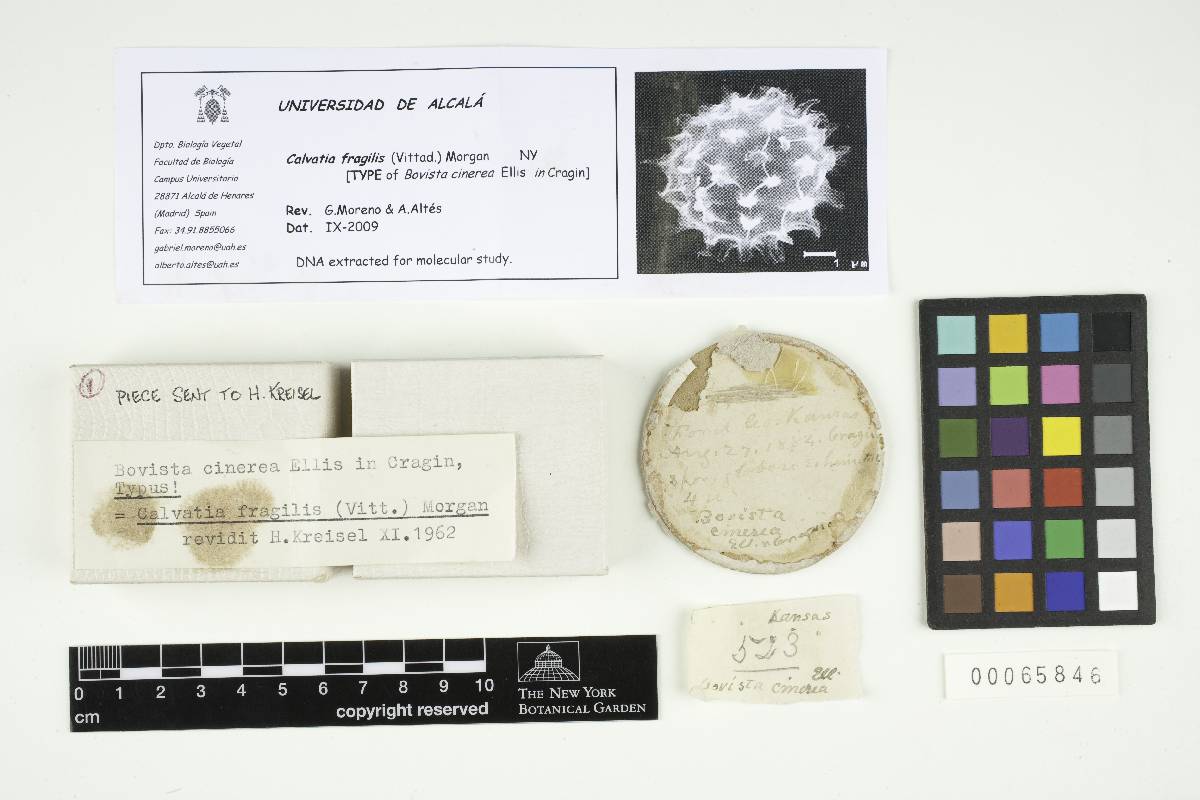 UNIVERSIDAD DE ALCALÁ
Dpto. Biología Vegetal
Facultad de Biología
Campus Universitario
28871 Alcalá de Henares
(Madrid) Spain
Fax: 34.91.8855066
gabriel.moreno@uah.es
alberto.altes@uah.es
Calvatia fragilis (Vittad.) Morgan NY
[TYPE of Bovista cinerea Ellis in Cragin]
Rev. G.Moreno & A.Altés
Dat. IX-2009
DNA extracted for molecular study.
1 µm
1
PIECE SENT TO H. KREISEL
Bovista cinerea Ellis in Cragin,
Typus!
= Calvatia fragilis (Vitt.) Morgan
revidit H.Kreisel XI.1962
Kansas
Aug. 27, 1884. Cragin
Bovista
cinerea
Kansas
523
Ell.
Bovista cinerea
0 1 2 3 4 5 6 7 8 9 10
cm
copyright reserved
THE NEW YORK
BOTANICAL GARDEN
00065846